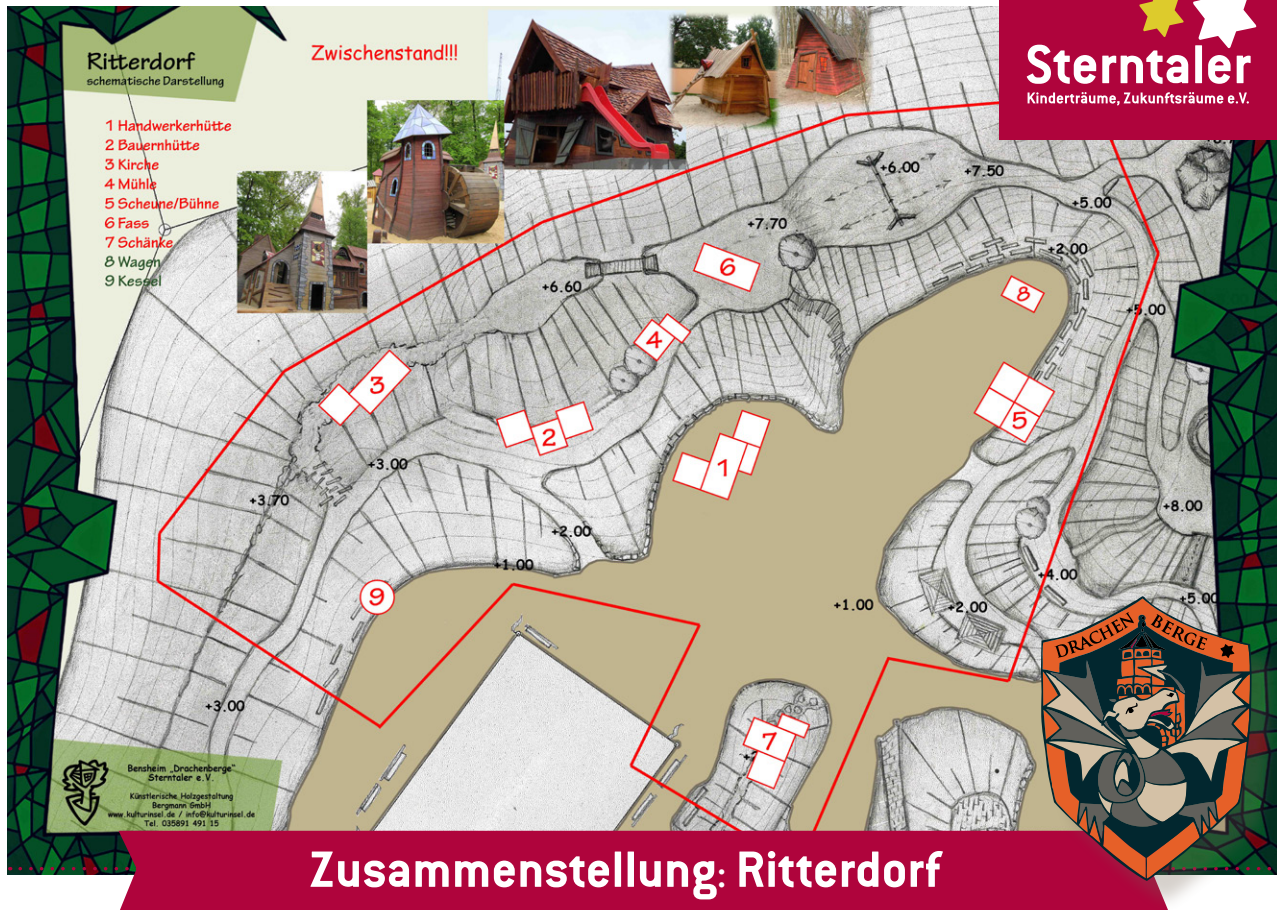 Ritterdorf
schematische Darstellung
Zwischenstand!!!
Sterntaler
Kinderträume, Zukunftsräume e.V.
1 Handwerkerhütte
2 Bauernhütte
3 Kirche
4 Mühle
5 Scheune/Bühne
6 Fass
7 Schänke
8 Wagen
9 Kessel
+6.00
+7.50
+5.00
+7.70
+2.00
6
+6.60
8
+5.00
4
3
2
5
1
+3.00
+3.70
+8.00
+2.00
+1.00
+4.00
9
+1.00
+2.00
+5.00
DRACHEN BERGE
+3.00
7
Bensheim „Drachenberge"
Sterntaler e.V.
Künstlerische Holzgestaltung
Bergmann GmbH
www.kulturinsel.de / info@kulturinsel.de
Tel. 035891 491 15
Zusammenstellung: Ritterdorf